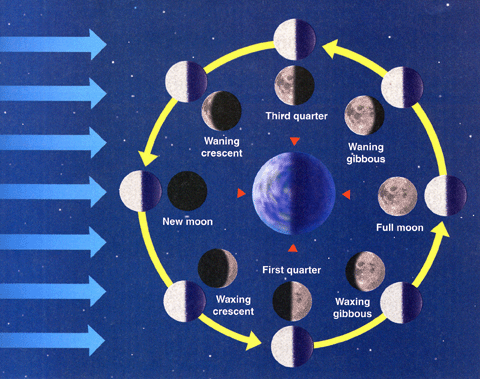 Third quarter
Waning
crescent
Waning
gibbous
New moon
Full moon
First quarter
Waxing
crescent
Waxing
gibbous